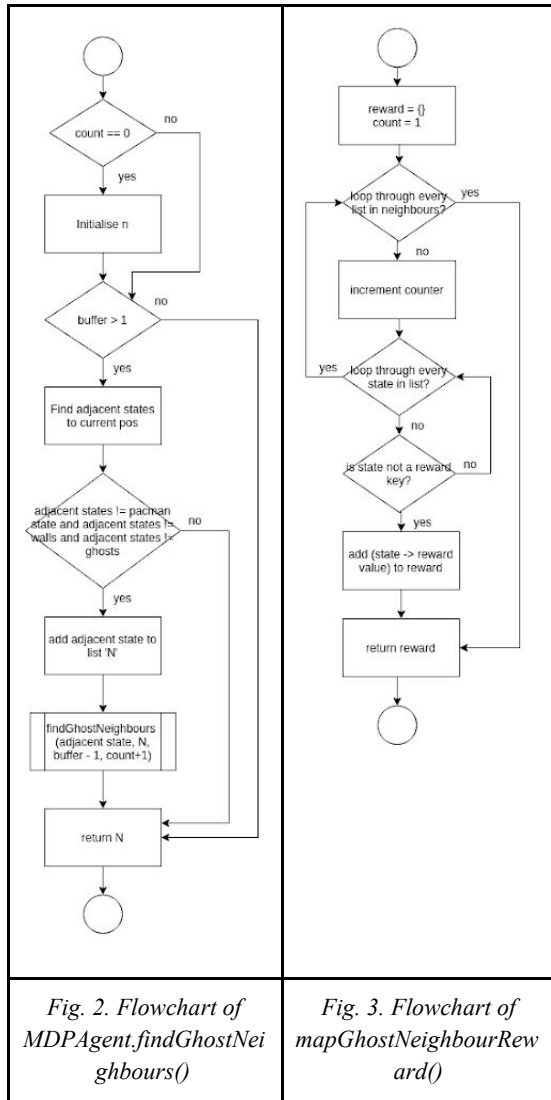 count == 0
no
yes
Initialise n
buffer > 1
no
yes
Find adjacent states
to current pos
adjacent states != pacman
state and adjacent states !=
walls and adjacent states !=
ghosts
no
yes
add adjacent state to
list 'N'
findGhostNeighbours
(adjacent state, N,
buffer - 1, count+1)
return N
Fig. 2. Flowchart of
MDPAgent.findGhostNei
ghbours()
reward = {}
count = 1
loop through every
list in neighbours?
yes
no
increment counter
loop through every
state in list?
yes
no
is state not a reward
key?
no
yes
add (state -> reward
value) to reward
return reward
Fig. 3. Flowchart of
mapGhostNeighbourRew
ard()